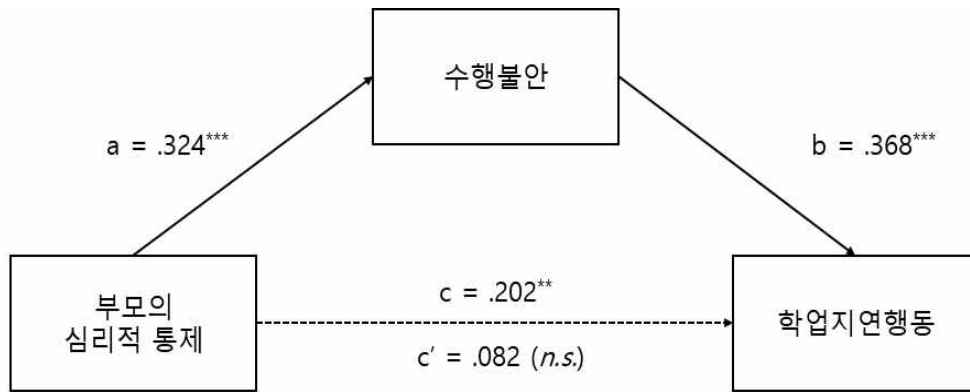 수행불안
a = .324***
b = .368***
부모의
심리적 통제
c = .202**
c′ = .082 (n.s.)
학업지연행동